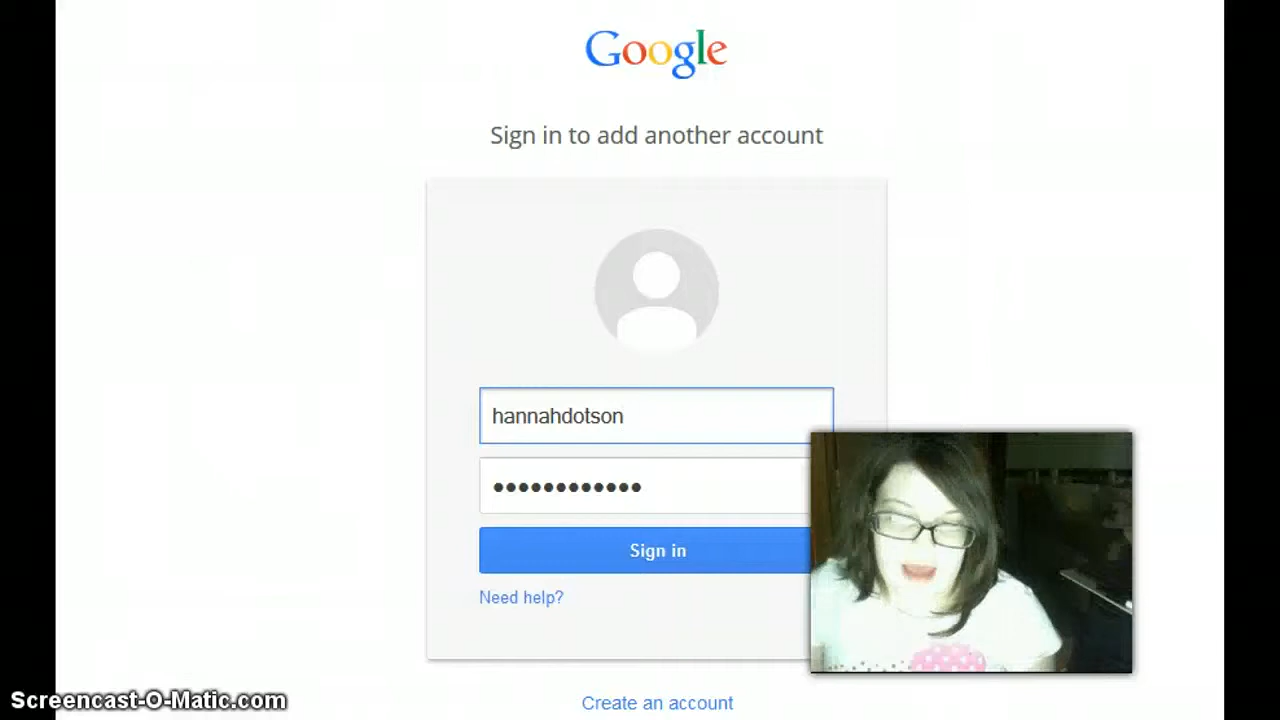 Google
Sign in to add another account
hannahdotson
••••••••••••
Sign in
Need help?
Create an account
Screencast-O-Matic.com